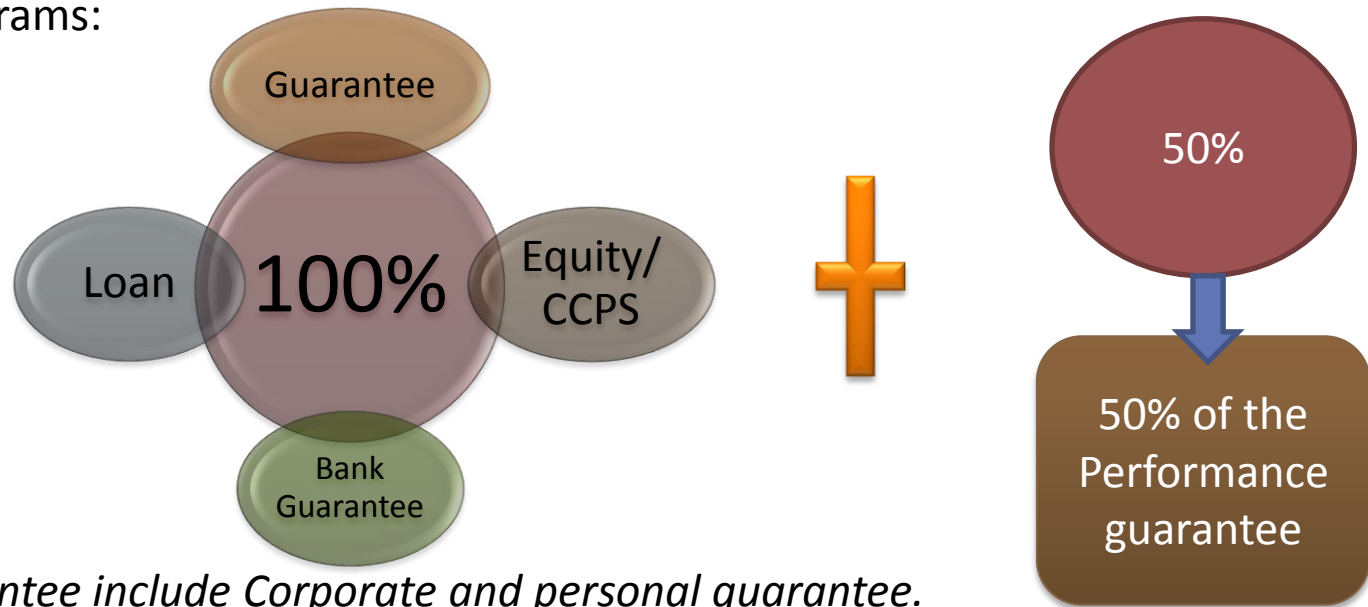 rams:
Guarantee
Loan
100%
Equity/
CCPS
Bank
Guarantee
50%
50% of the
Performance
guarantee
ntee include Corporate and personal guarantee.